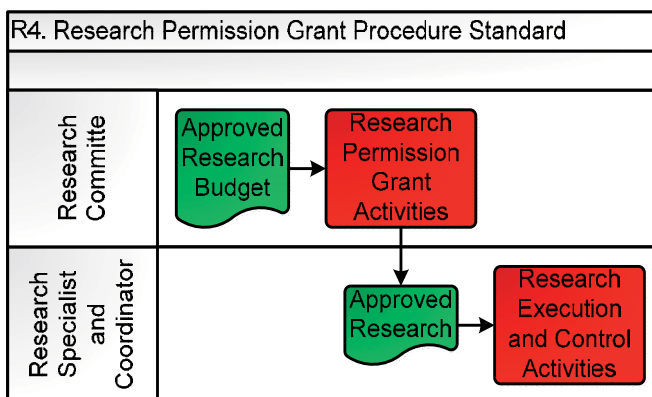 R4. Research Permission Grant Procedure Standard
Research
Committe
Approved
Research
Budget
Research
Permission
Grant
Activities
Research
Specialist
and
Coordinator
Approved
Research
Research
Execution
and Control
Activities